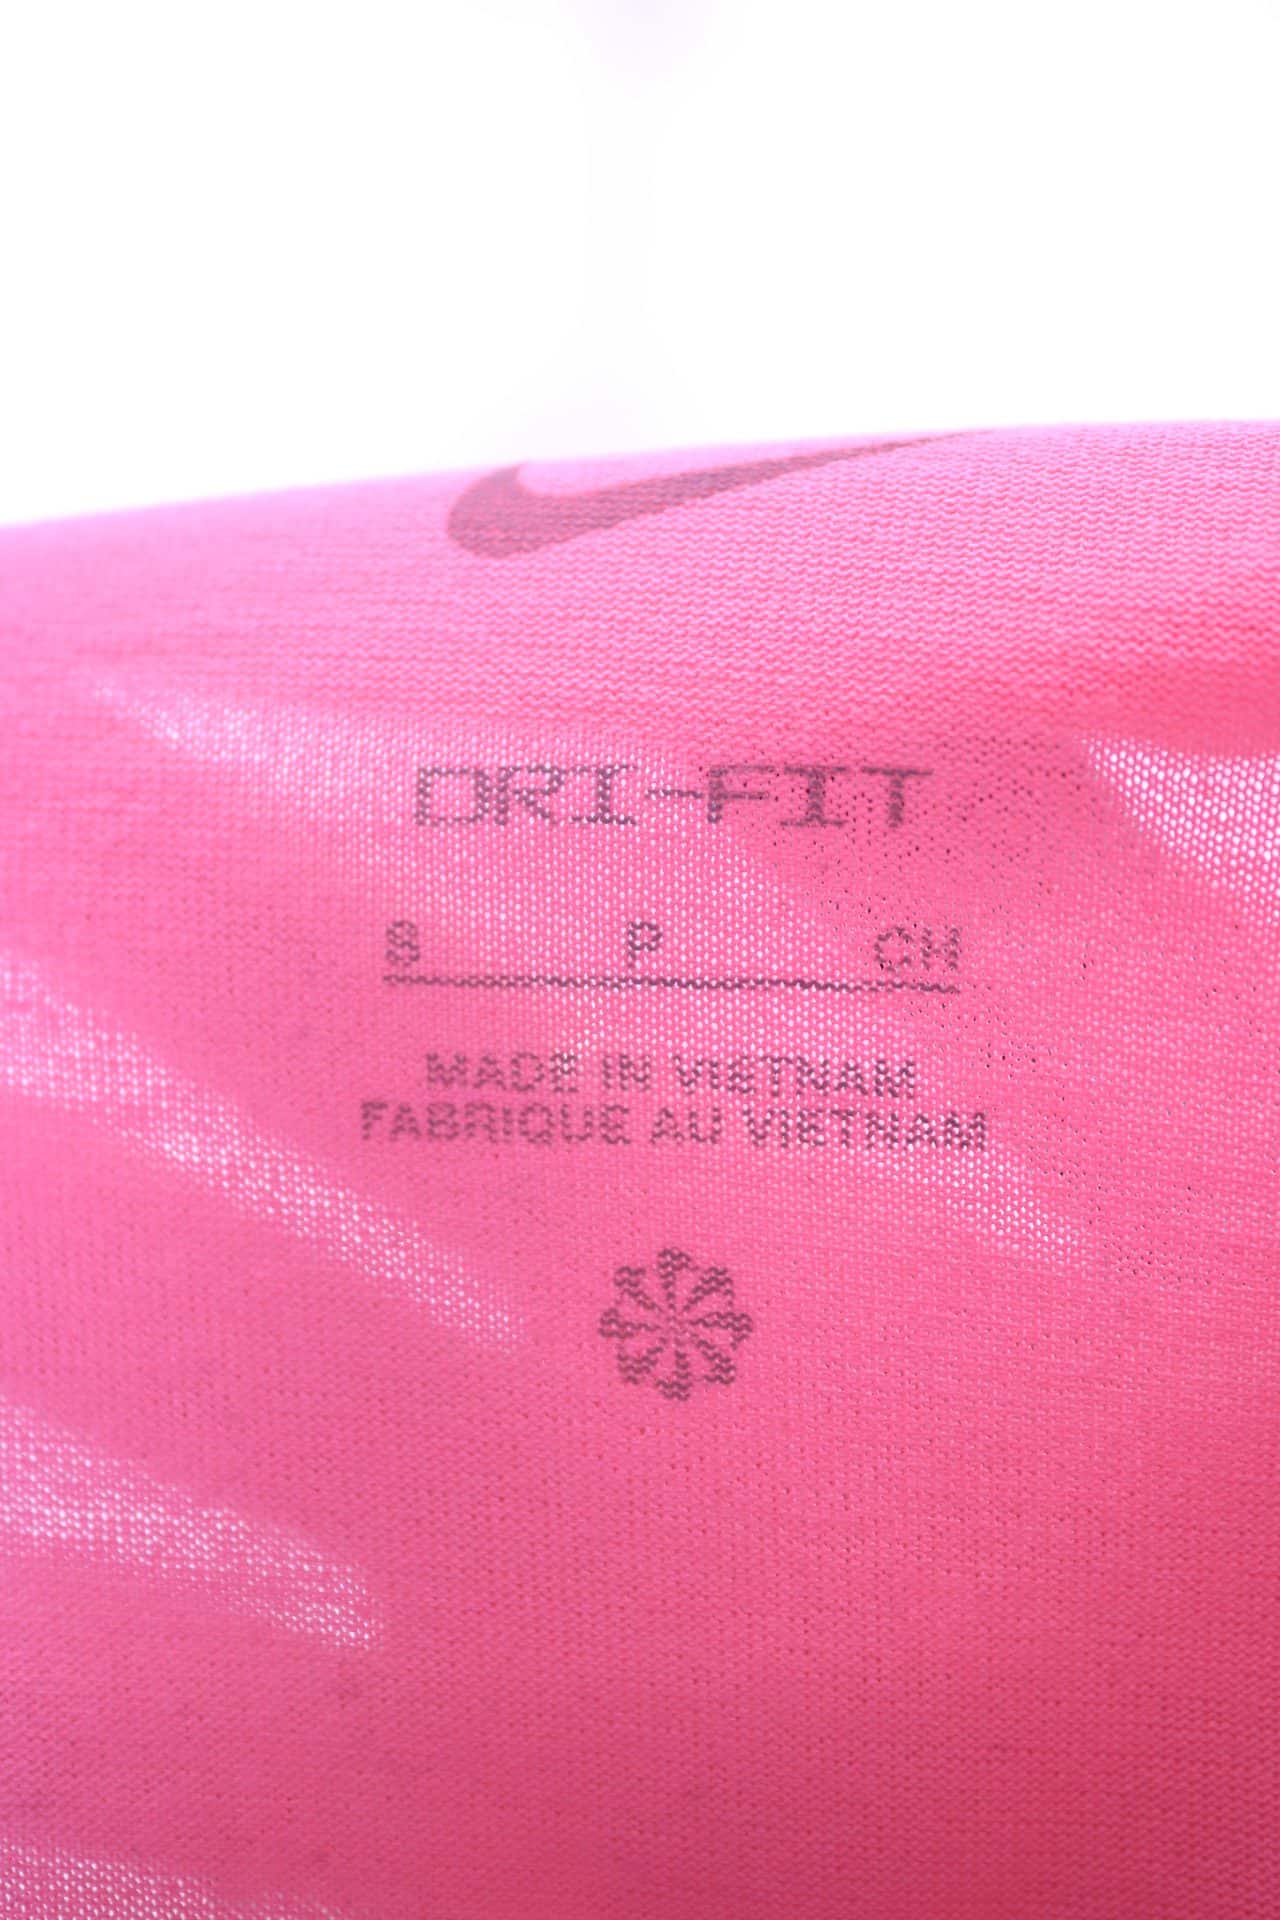 DRI-FIT
S P CH
MADE IN VIETNAM
FABRIQUE AU VIETNAM